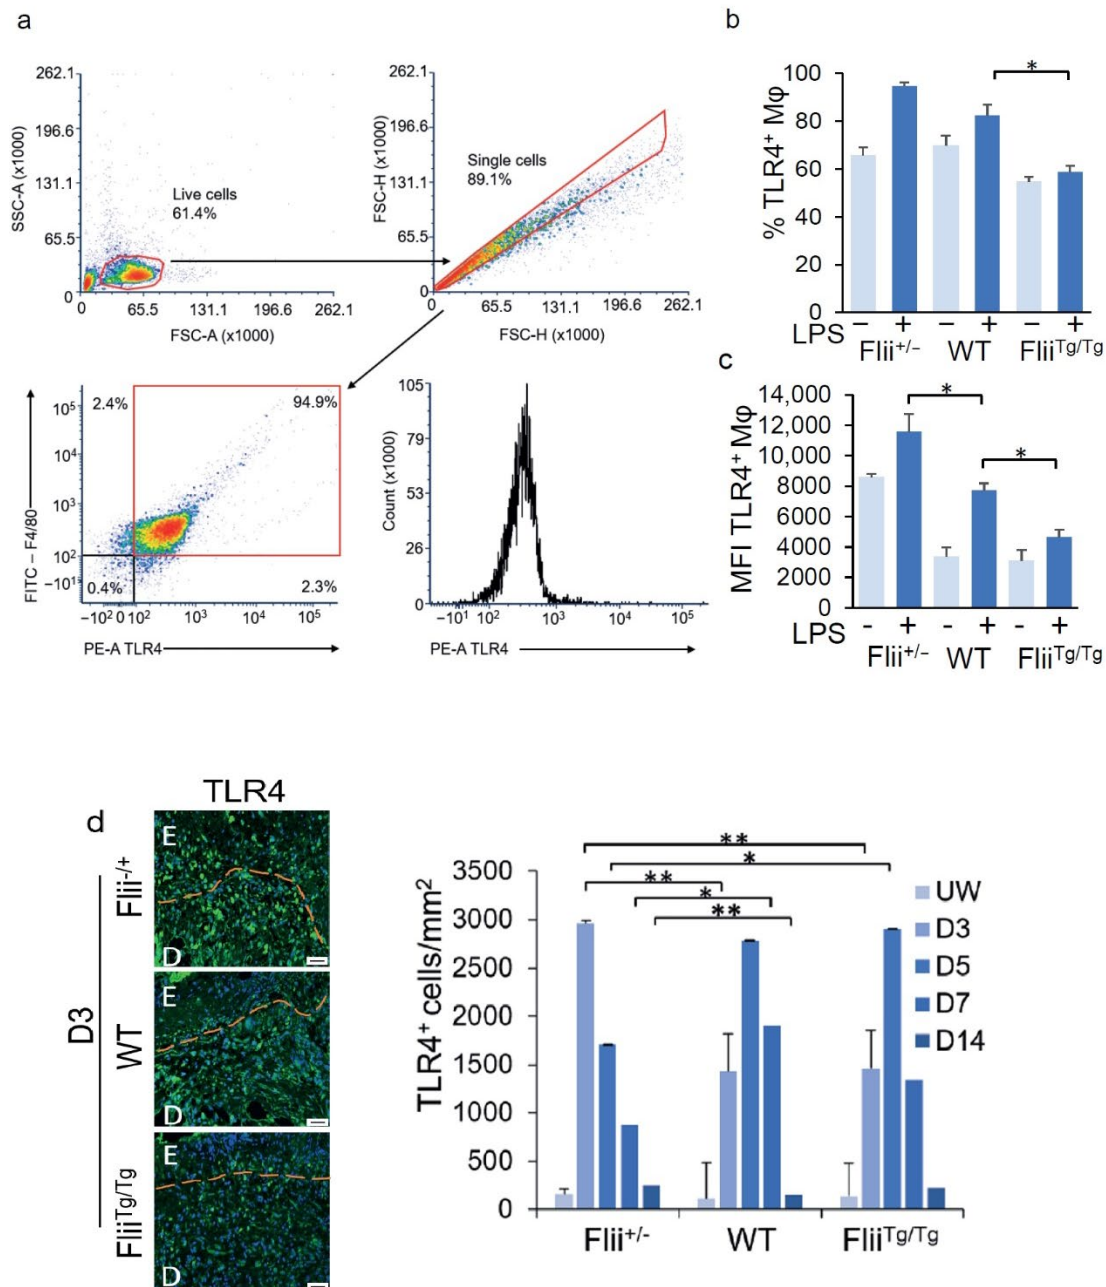 a
262.1
196.6
131.1
65.5
0
SSC-A (x1000)
Live cells
61.4%
65.5 131.1 196.6 262.1
FSC-A (x1000)
262.1
196.6
131.1
65.5
0
FSC-H (x1000)
Single cells
89.1%
0 65.5 131.1 196.6 262.1
FSC-H (x1000)
2.4% 94.9%
0.4% 2.3%
10⁵
10⁴
10³
10²
FITC – F4/80
−10² 0 10² 10³ 10⁴ 10⁵
PE-A TLR4
105
79
53
26
0
Count (x1000)
−10¹ 10² 10³ 10⁴ 10⁵
PE-A TLR4
b
100
80
60
40
20
0
% TLR4⁺ Mφ
*
LPS − + − + − +
Flii⁺/⁻ WT Fliiᵀᵍ/ᵀᵍ
c
14,000
12,000
10,000
8000
6000
4000
2000
0
MFI TLR4⁺ Mφ
*
*
LPS - + - + - +
Flii⁺/⁻ WT Fliiᵀᵍ/ᵀᵍ
d
TLR4
D3
Flii⁻/⁺
E
D
WT
E
D
Fliiᵀᵍ/ᵀᵍ
E
D
3500
3000
2500
2000
1500
1000
500
0
TLR4⁺ cells/mm²
**
*
**
*
**
UW
D3
D5
D7
D14
Flii⁺/⁻ WT Fliiᵀᵍ/ᵀᵍ